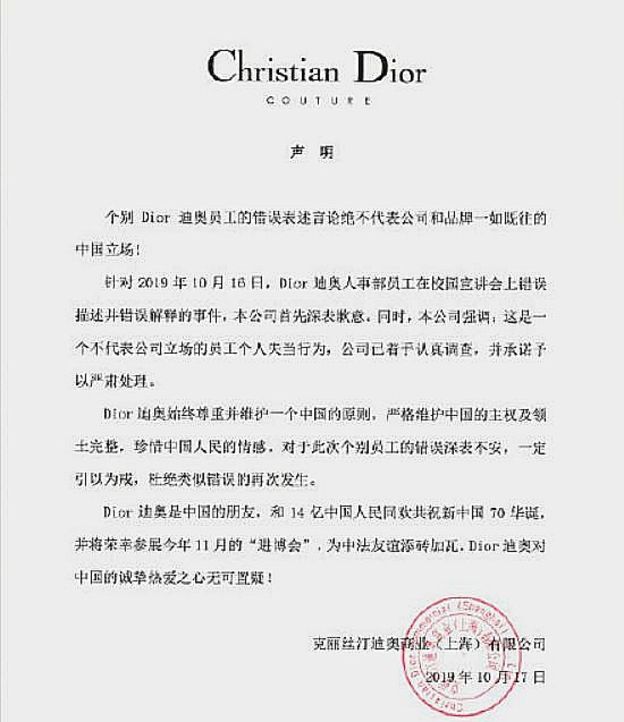 Christian Dior
COUTURE
声 明
个别 Dior 迪奥员工的错误表述言论绝不代表公司和品牌一如既往的
中国立场！
针对 2019 年 10 月 16 日，Dior 迪奥人事部员工在校园宣讲会上错误
描述并错误解释的事件，本公司首先深表歉意。同时，本公司强调：这是一
个不代表公司立场的员工个人失当行为，公司已着手认真调查，并承诺予
以严肃处理。
Dior 迪奥始终尊重并维护一个中国的原则，严格维护中国的主权及领
土完整，珍惜中国人民的情感，对于此次个别员工的错误深表不安，一定
引以为戒，杜绝类似错误的再次发生。
Dior 迪奥是中国的朋友，和 14 亿中国人民同欢共祝新中国 70 华诞，
并将荣幸参展今年 11 月的“进博会”，为中法友谊添砖加瓦。Dior 迪奥对
中国的诚挚热爱之心无可置疑！
克丽丝汀迪奥商业（上海）有限公司
2019 年 10 月 17 日
Christian Dior Commercial (Shanghai)